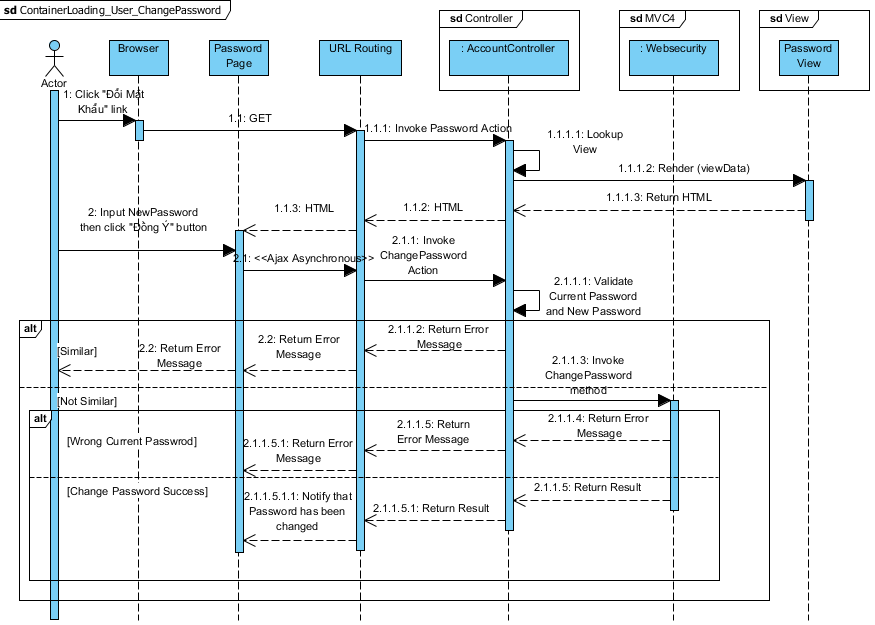 sd ContainerLoading_User_ChangePassword
sd Controller
sd MVC4
sd View
Browser
Password
Page
URL Routing
: AccountController
: Websecurity
Password
View
Actor
1: Click "Đổi Mật
Khẩu" link
1.1: GET
1.1.1: Invoke Password Action
1.1.1.1: Lookup
View
1.1.1.2: Render (viewData)
1.1.1.3: Return HTML
1.1.2: HTML
1.1.3: HTML
2: Input NewPassword
then click "Đồng Ý" button
2.1: <<Ajax Asynchronous>>
2.1.1: Invoke
ChangePassword
Action
2.1.1.1: Validate
Current Password
and New Password
alt
[Similar]
2.1.1.2: Return Error
Message
2.2: Return Error
Message
2.2: Return Error
Message
2.1.1.3: Invoke
ChangePassword
method
[Not Similar]
alt
[Wrong Current Passwrod]
2.1.1.4: Return Error
Message
2.1.1.5: Return
Error Message
2.1.1.5.1: Return Error
Message
[Change Password Success]
2.1.1.5: Return Result
2.1.1.5.1: Return Result
2.1.1.5.1.1: Notify that
Password has been
changed